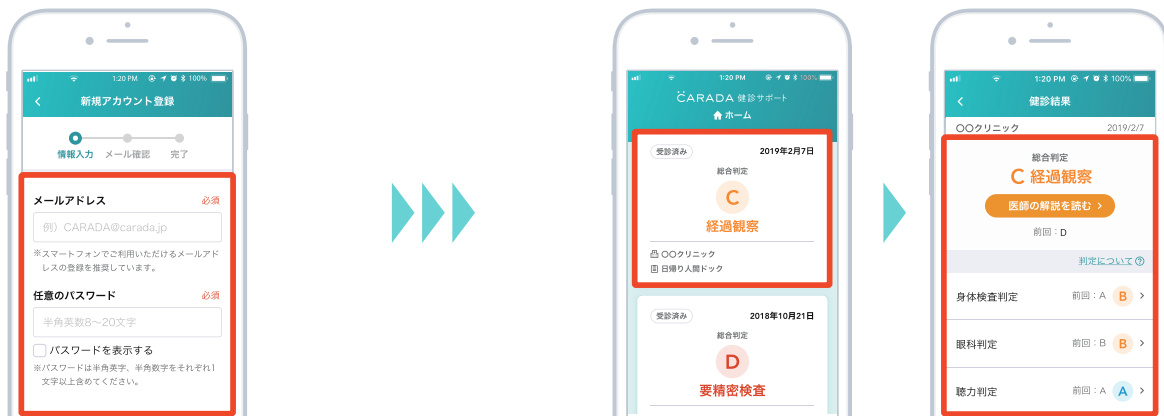 1:20 PM 100%
新規アカウント登録
情報入力 メール確認 完了
メールアドレス 必須
例）CARADA@carada.jp
※スマートフォンでご利用いただけるメールアド
レスの登録を推奨しています。
任意のパスワード 必須
半角英数8〜20文字
パスワードを表示する
※パスワードは半角英字、半角数字をそれぞれ1
文字以上含めてください。
1:20 PM 100%
CARADA 健診サポート
ホーム
受診済み 2019年2月7日
総合判定
C
経過観察
〇〇クリニック
日帰り人間ドック
受診済み 2018年10月21日
総合判定
D
要精密検査
1:20 PM 100%
健診結果
〇〇クリニック 2019/2/7
総合判定
C 経過観察
医師の解説を読む
前回：D
判定について
身体検査判定 前回：A B
眼科判定 前回：B B
聴力判定 前回：A A